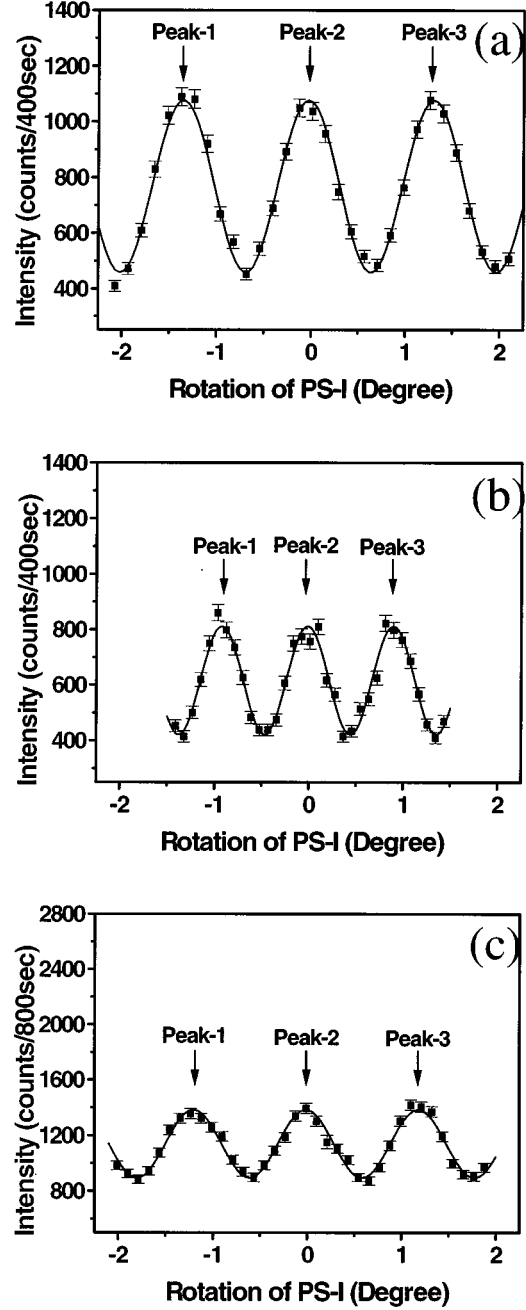 1400
1200
1000
800
600
400
Intensity (counts/400sec)
Peak-1 Peak-2 Peak-3
(a)
-2 -1 0 1 2
Rotation of PS-I (Degree)
1400
1200
1000
800
600
400
Intensity (counts/400sec)
Peak-1 Peak-2 Peak-3
(b)
-2 -1 0 1 2
Rotation of PS-I (Degree)
2800
2400
2000
1600
1200
800
Intensity (counts/800sec)
Peak-1 Peak-2 Peak-3
(c)
-2 -1 0 1 2
Rotation of PS-I (Degree)